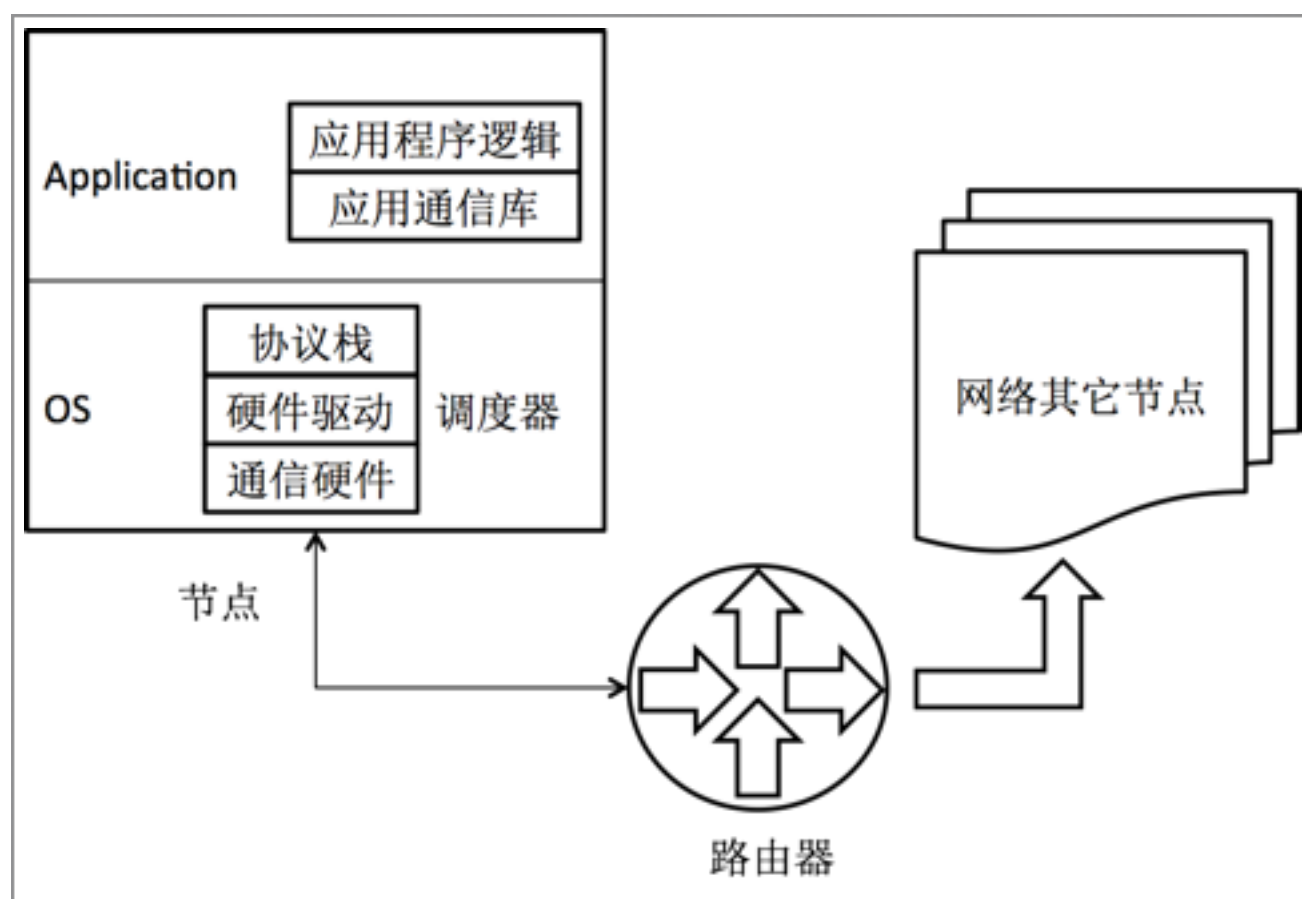 应用程序逻辑
Application
应用通信库
协议栈
OS
硬件驱动
调度器
通信硬件
节点
网络其它节点
路由器